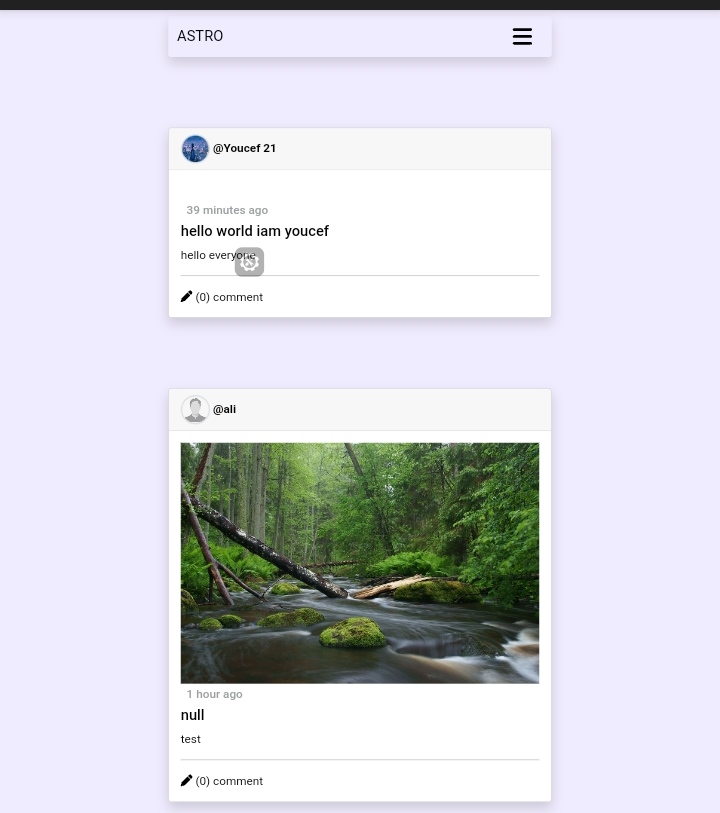 ASTRO
@Youcef 21
39 minutes ago
hello world iam youcef
hello everyone
(0) comment
@ali
1 hour ago
null
test
(0) comment